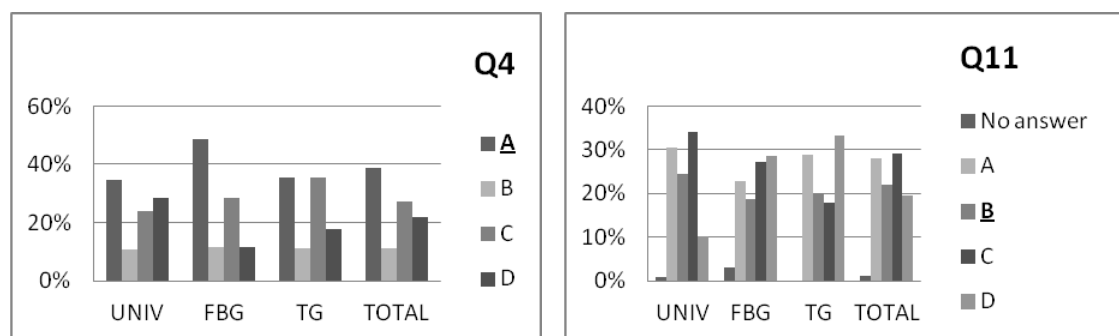 Q4
60%
40%
20%
0%
UNIV FBG TG TOTAL
A
B
C
D
Q11
40%
30%
20%
10%
0%
UNIV FBG TG TOTAL
No answer
A
B
C
D